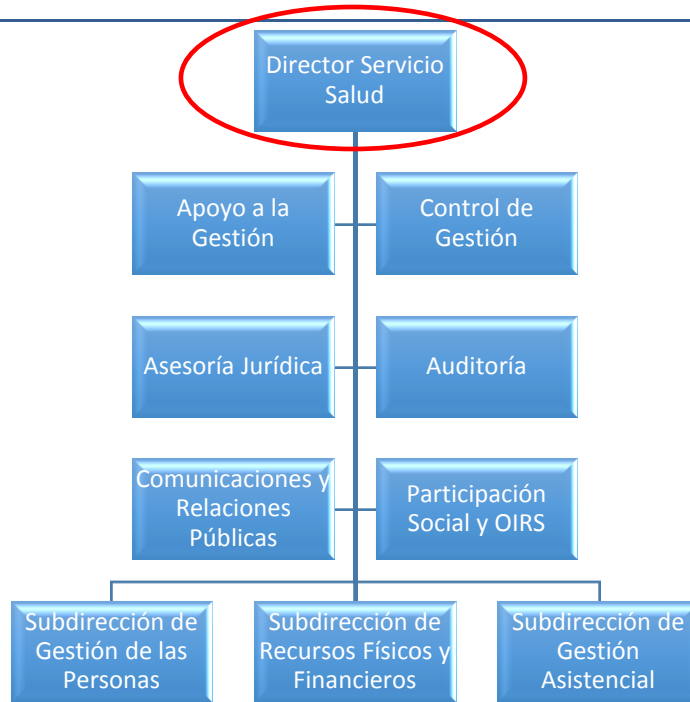 Director Servicio
Salud
Apoyo a la
Gestión
Control de
Gestión
Asesoría Jurídica
Auditoría
Comunicaciones y
Relaciones
Públicas
Participación
Social y OIRS
Subdirección de
Gestión de las
Personas
Subdirección de
Recursos Físicos y
Financieros
Subdirección de
Gestión
Asistencial